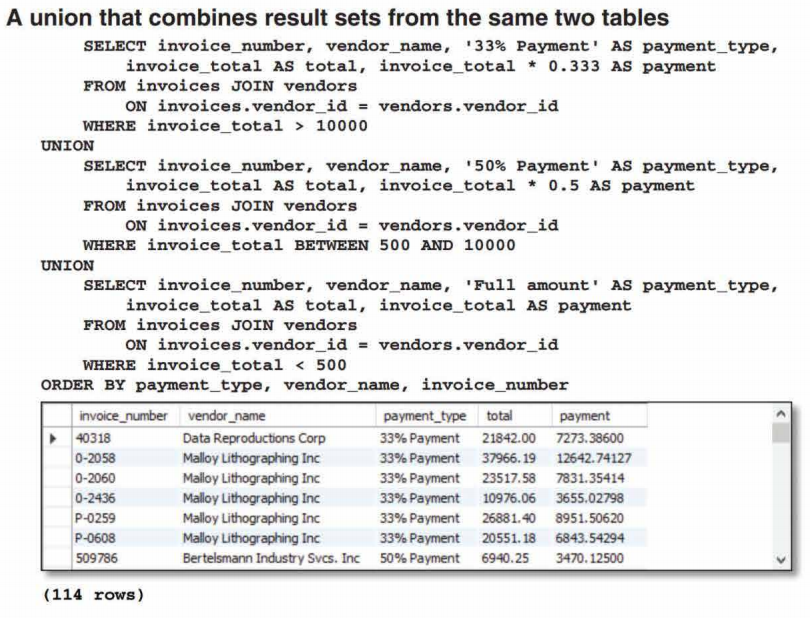 A union that combines result sets from the same two tables
SELECT invoice_number, vendor_name, '33% Payment' AS payment_type,
invoice_total AS total, invoice_total * 0.333 AS payment
FROM invoices JOIN vendors
ON invoices.vendor_id = vendors.vendor_id
WHERE invoice_total > 10000
UNION
SELECT invoice_number, vendor_name, '50% Payment' AS payment_type,
invoice_total AS total, invoice_total * 0.5 AS payment
FROM invoices JOIN vendors
ON invoices.vendor_id = vendors.vendor_id
WHERE invoice_total BETWEEN 500 AND 10000
UNION
SELECT invoice_number, vendor_name, 'Full amount' AS payment_type,
invoice_total AS total, invoice_total AS payment
FROM invoices JOIN vendors
ON invoices.vendor_id = vendors.vendor_id
WHERE invoice_total < 500
ORDER BY payment_type, vendor_name, invoice_number
invoice_number vendor_name payment_type total payment
40318 Data Reproductions Corp 33% Payment 21842.00 7273.38600
0-2058 Malloy Lithographing Inc 33% Payment 37966.19 12642.74127
0-2060 Malloy Lithographing Inc 33% Payment 23517.58 7831.35414
0-2436 Malloy Lithographing Inc 33% Payment 10976.06 3655.02798
P-0259 Malloy Lithographing Inc 33% Payment 26881.40 8951.50620
P-0608 Malloy Lithographing Inc 33% Payment 20551.18 6843.54294
509786 Bertelsmann Industry Svcs. Inc 50% Payment 6940.25 3470.12500
(114 rows)